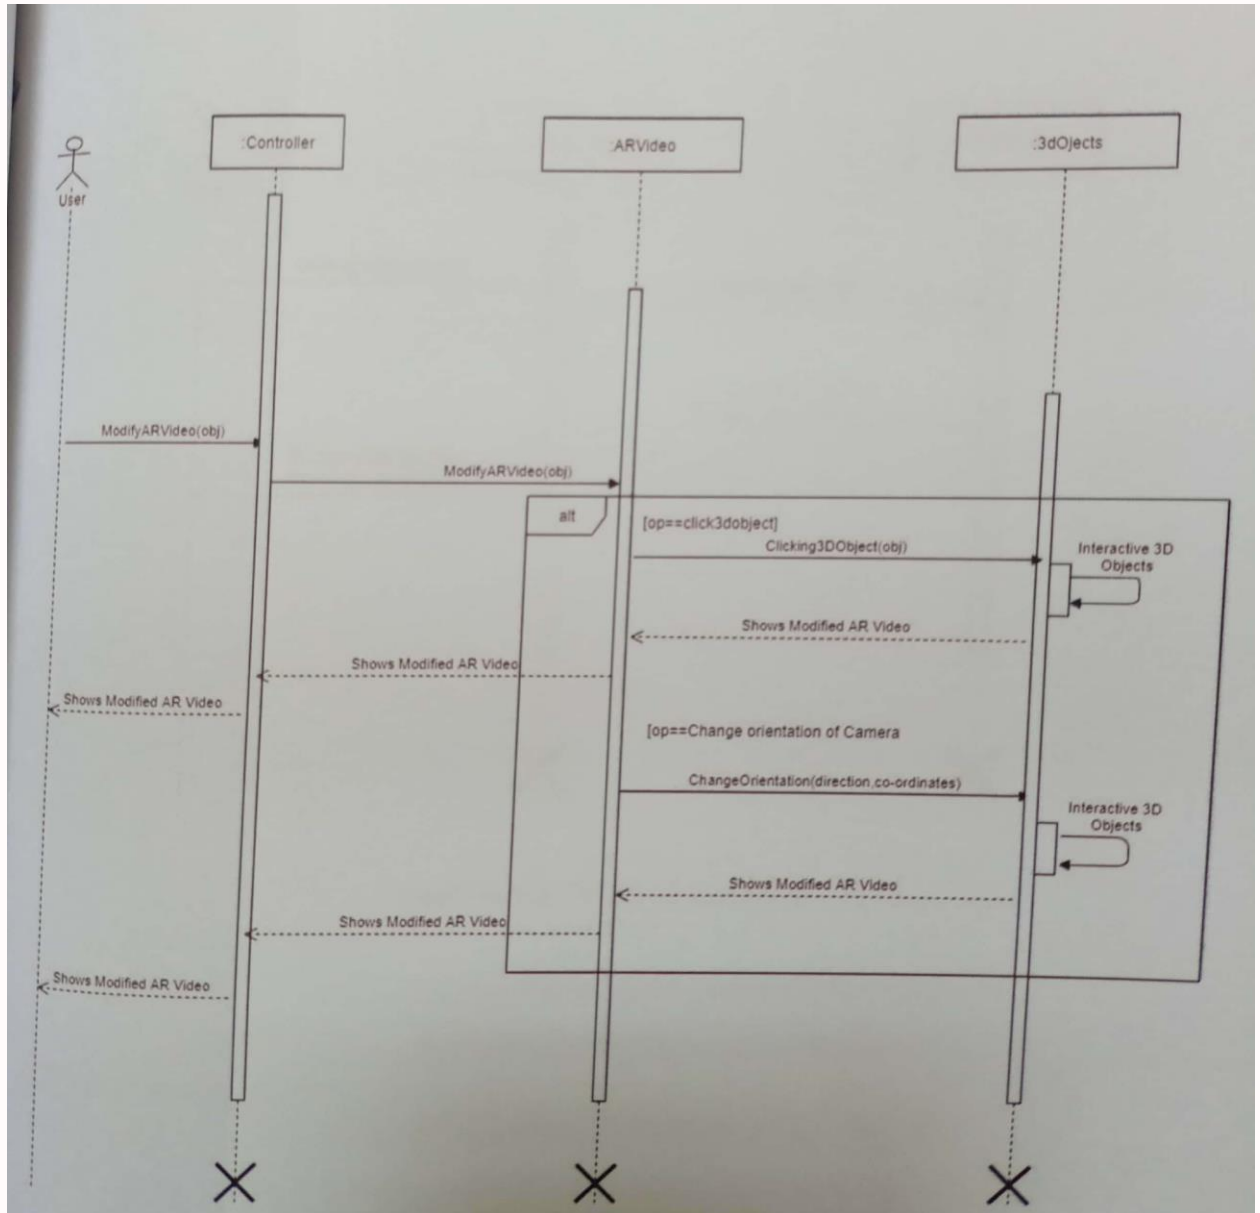 :Controller
:ARVideo
:3dOjects
User
ModifyARVideo(obj)
ModifyARVideo(obj)
alt
[op==click3dobject]
Clicking3DObject(obj)
Interactive 3D
Objects
Shows Modified AR Video
Shows Modified AR Video
Shows Modified AR Video
[op==Change orientation of Camera
ChangeOrientation(direction,co-ordinates)
Interactive 3D
Objects
Shows Modified AR Video
Shows Modified AR Video
Shows Modified AR Video